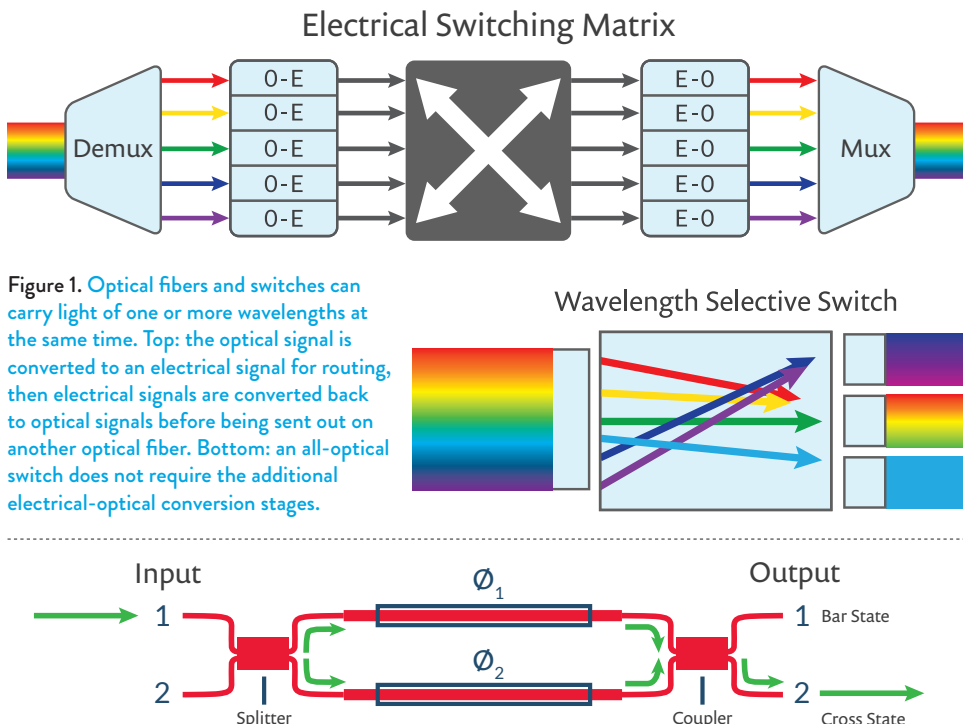 Electrical Switching Matrix
Demux
O-E
O-E
O-E
O-E
O-E
E-O
E-O
E-O
E-O
E-O
Mux
Figure 1. Optical fibers and switches can
carry light of one or more wavelengths at
the same time. Top: the optical signal is
converted to an electrical signal for routing,
then electrical signals are converted back
to optical signals before being sent out on
another optical fiber. Bottom: an all-optical
switch does not require the additional
electrical-optical conversion stages.
Wavelength Selective Switch
Input
1
2
Splitter
Ø1
Ø2
Coupler
Output
1 Bar State
2
Cross State